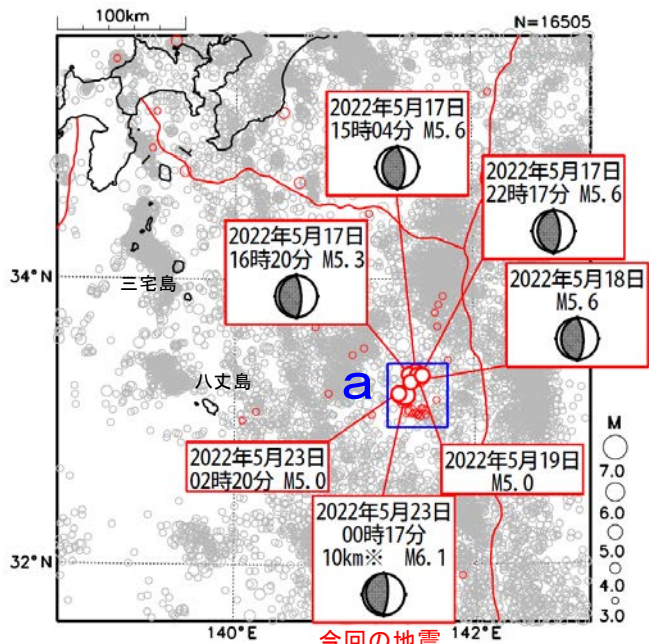 100km
N=16505
2022年5月17日
15時04分 M5.6
2022年5月17日
22時17分 M5.6
2022年5月17日
16時20分 M5.3
2022年5月18日
M5.6
34°N
三宅島
八丈島
a
2022年5月23日
02時20分 M5.0
2022年5月19日
M5.0
2022年5月23日
00時17分
10km※ M6.1
M
7.0
6.0
5.0
4.0
3.0
32°N
140°E
142°E
今回の地震